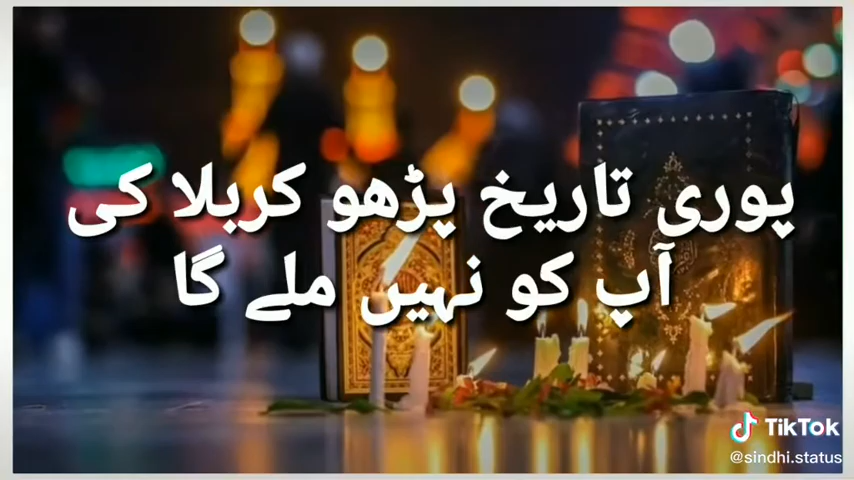 پوری تاریخ پڑھو کربلا کی
آپ کو نہیں ملے گا
TikTok
@sindhi.status